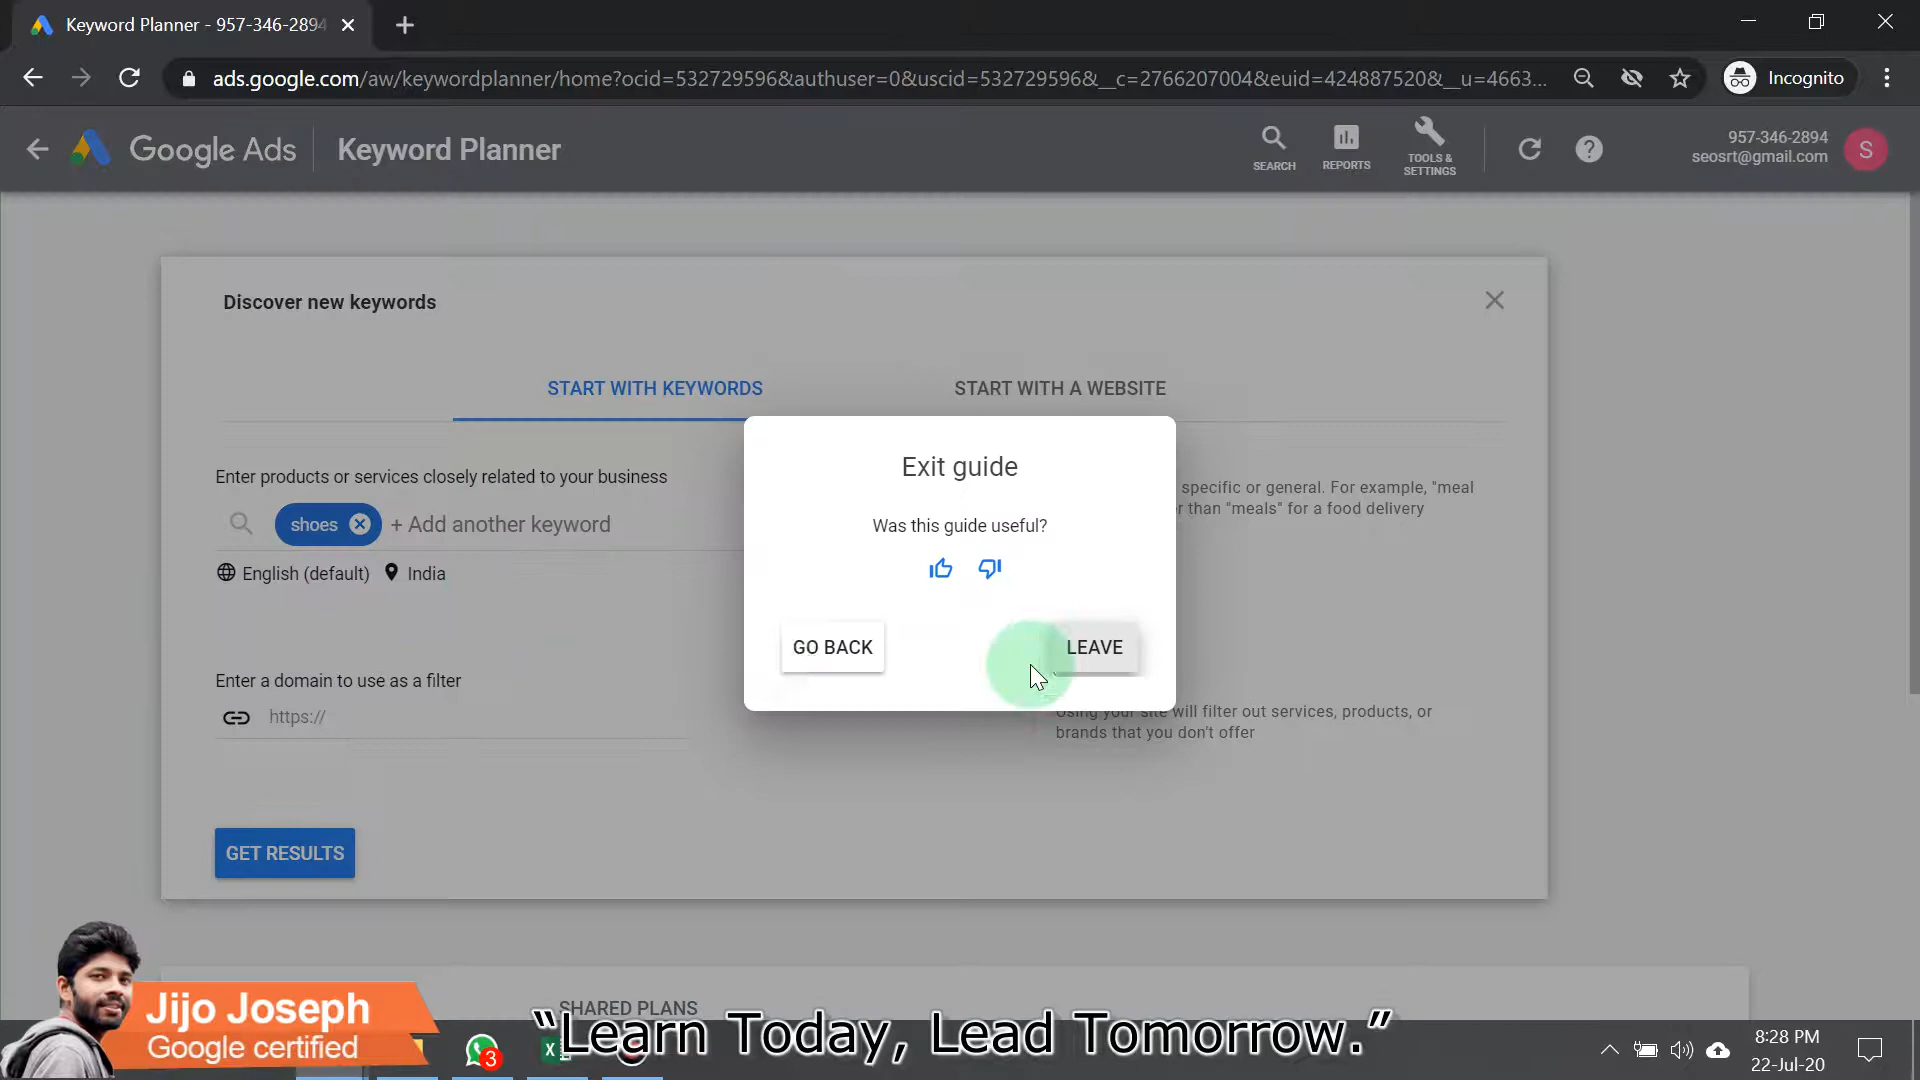 Keyword Planner - 957-346-2894
ads.google.com/aw/keywordplanner/home?ocid=532729596&authuser=0&uscid=532729596&__c=2766207004&euid=424887520&__u=4663...
Incognito
Google Ads
Keyword Planner
SEARCH
REPORTS
TOOLS &
SETTINGS
957-346-2894
seosrt@gmail.com
S
Discover new keywords
START WITH KEYWORDS
START WITH A WEBSITE
Enter products or services closely related to your business
shoes
+ Add another keyword
English (default)
India
specific or general. For example, "meal
r than "meals" for a food delivery
Exit guide
Was this guide useful?
GO BACK
LEAVE
Enter a domain to use as a filter
https://
Using your site will filter out services, products, or
brands that you don't offer
GET RESULTS
SHARED PLANS
Jijo Joseph
Google certified
3
“Learn Today, Lead Tomorrow.”
8:28 PM
22-Jul-20